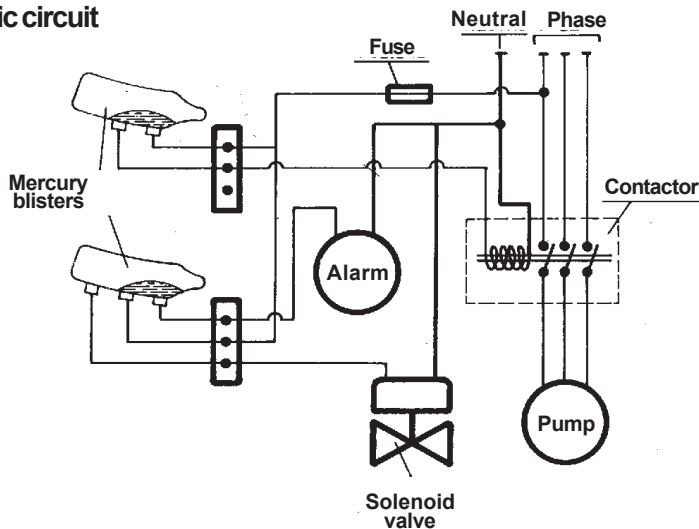 ic circuit
Neutral
Phase
Fuse
Mercury
blisters
Contactor
Alarm
Pump
Solenoid
valve